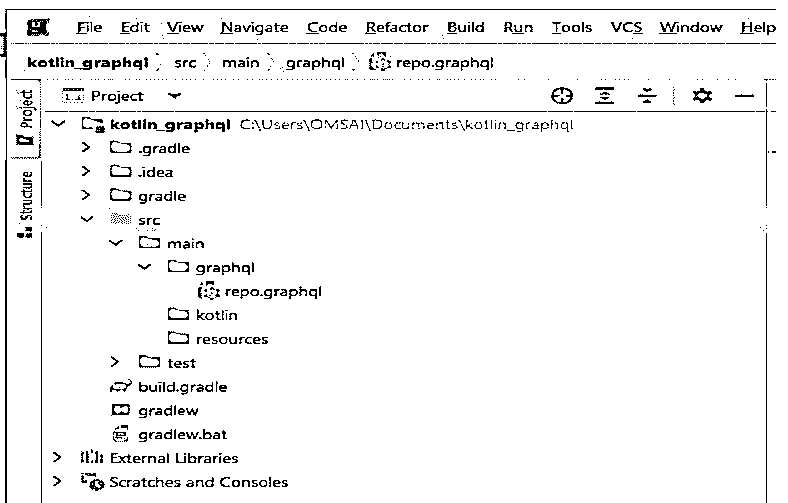 File Edit View Navigate Code Refactor Build Run Tools VCS Window Help
kotlin_graphql src main graphql repo.graphql
Project
Project
Structure
kotlin_graphql C:\Users\OMSAI\Documents\kotlin_graphql
.gradle
.idea
gradle
src
main
graphql
repo.graphql
kotlin
resources
test
build.gradle
gradlew
gradlew.bat
External Libraries
Scratches and Consoles